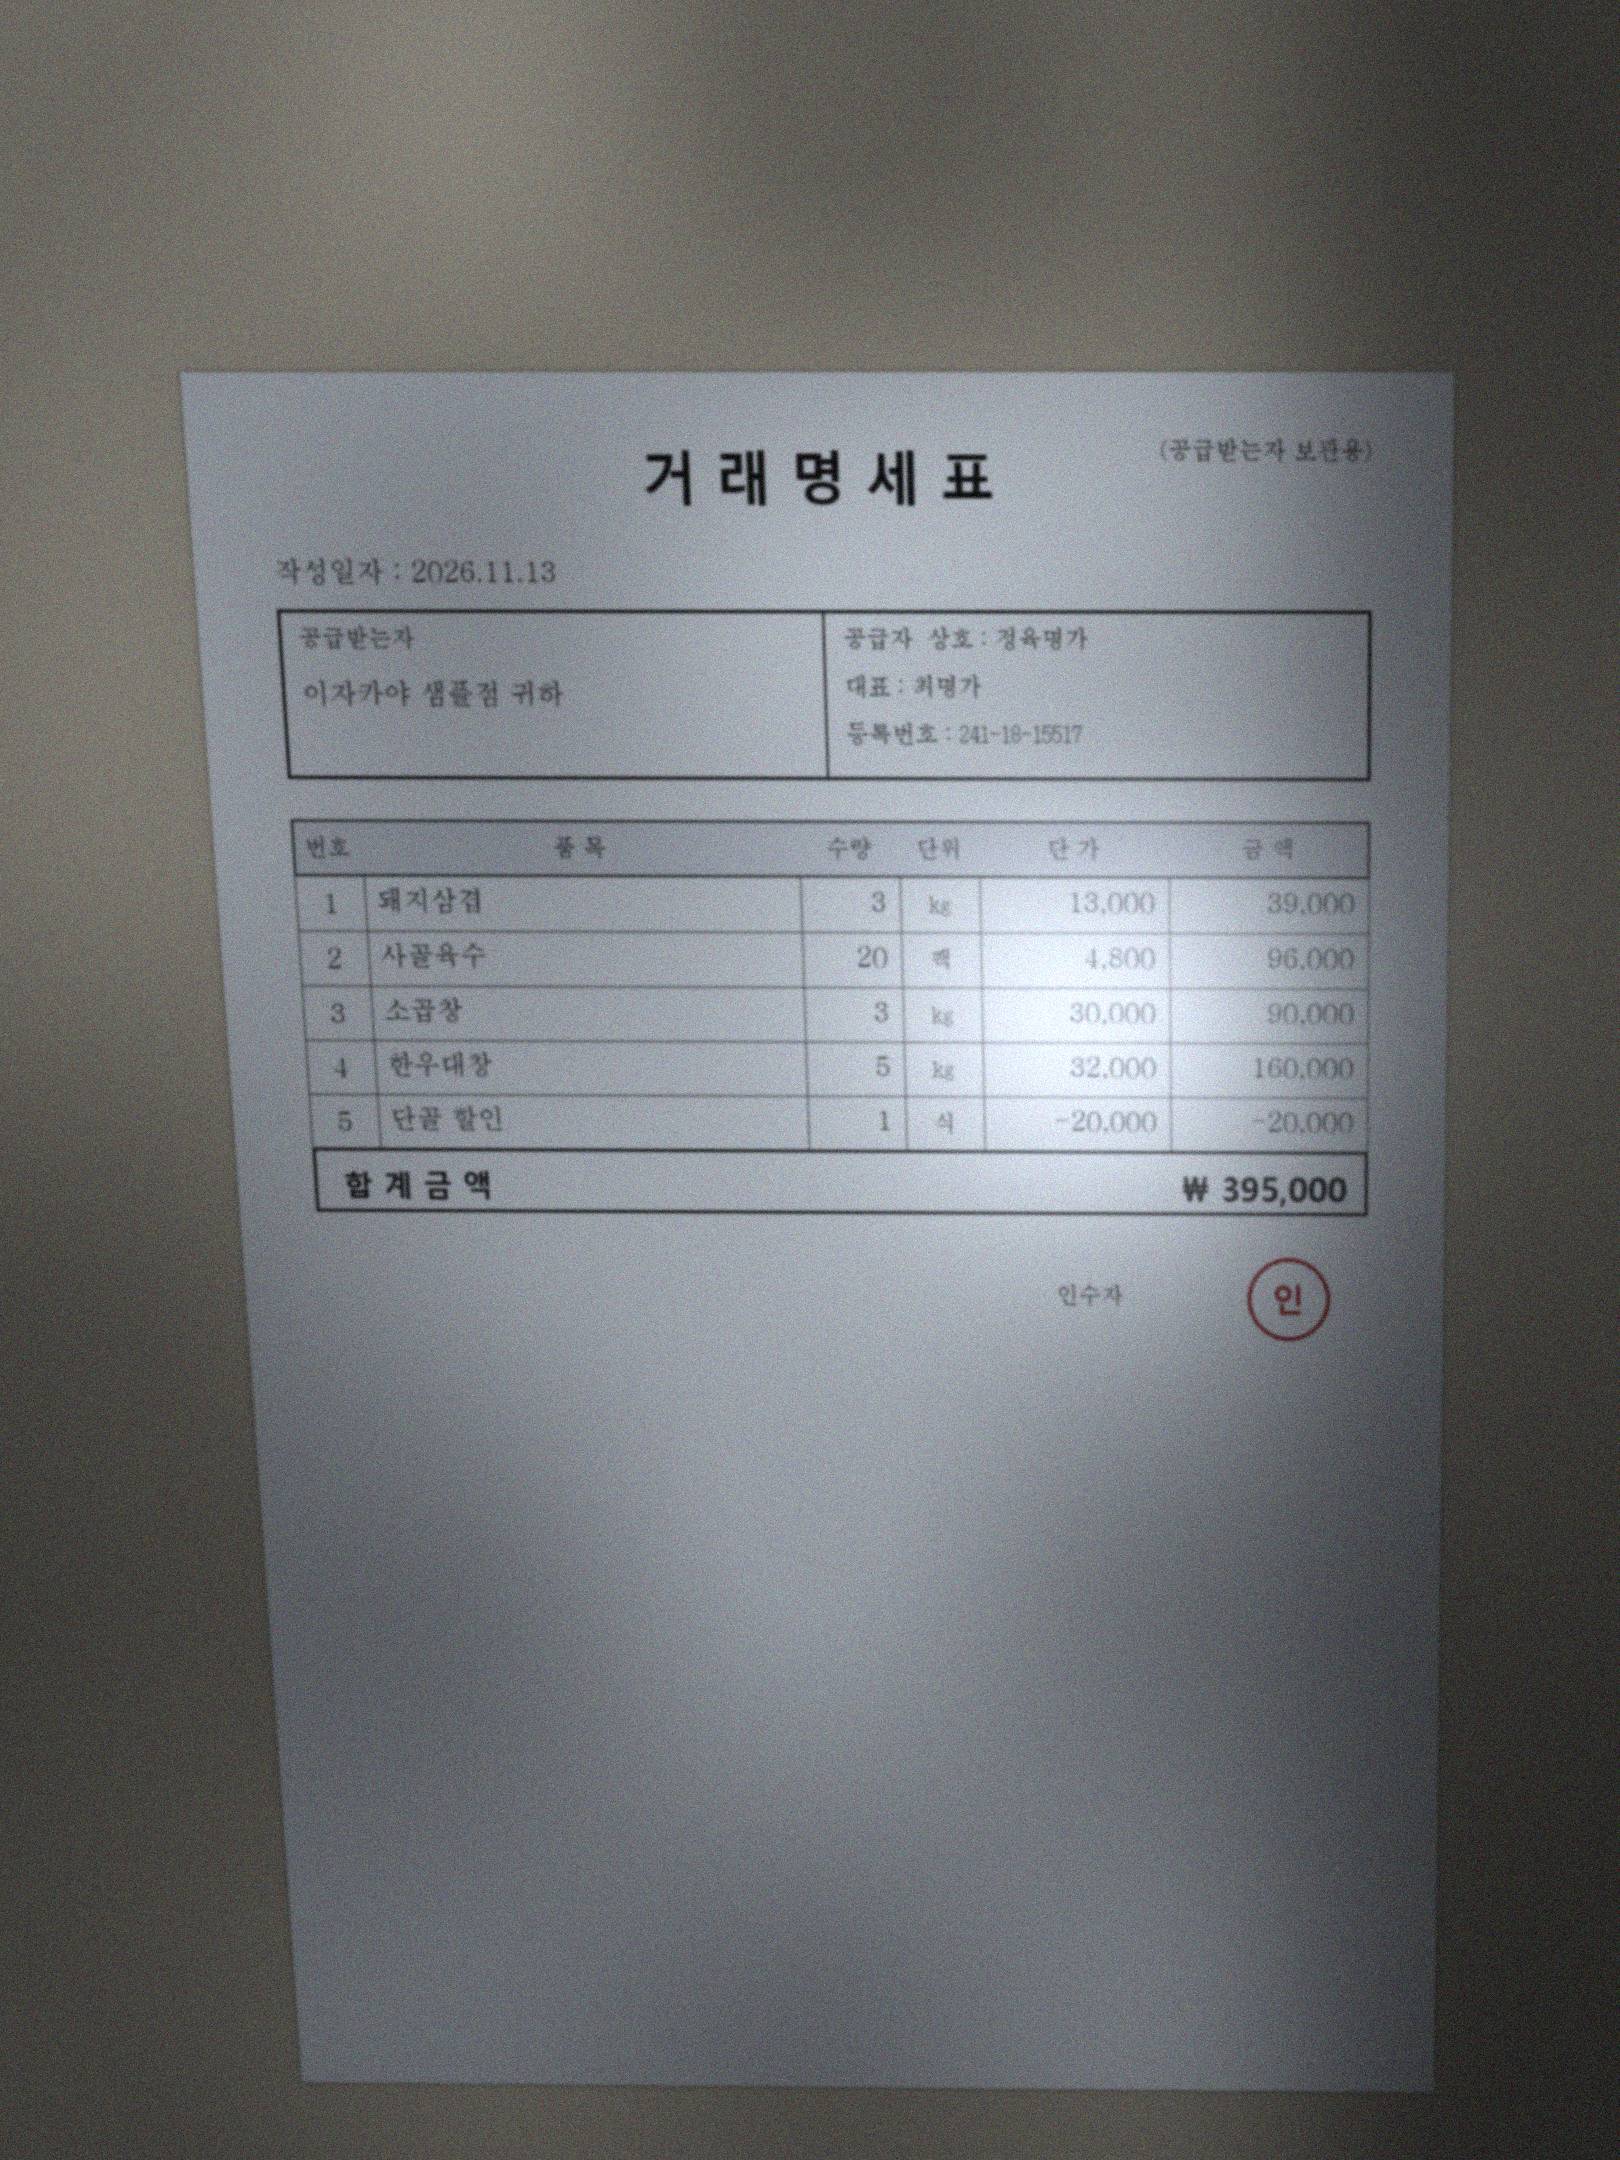 거래명세표
(공급받는자 보관용)
작성일자 : 2026.11.13
공급받는자
이자카야 샘플점 귀하
공급자 상호 : 정육명가
대표 : 최명가
등록번호 : 241-18-15517
번호 품목 수량 단위 단가 금액
1 돼지삼겹 3 kg 13,000 39,000
2 사골육수 20 팩 4,800 96,000
3 소곱창 3 kg 30,000 90,000
4 한우대창 5 kg 32,000 160,000
5 단골 할인 1 식 -20,000 -20,000
합계금액 ₩ 395,000
인수자 인